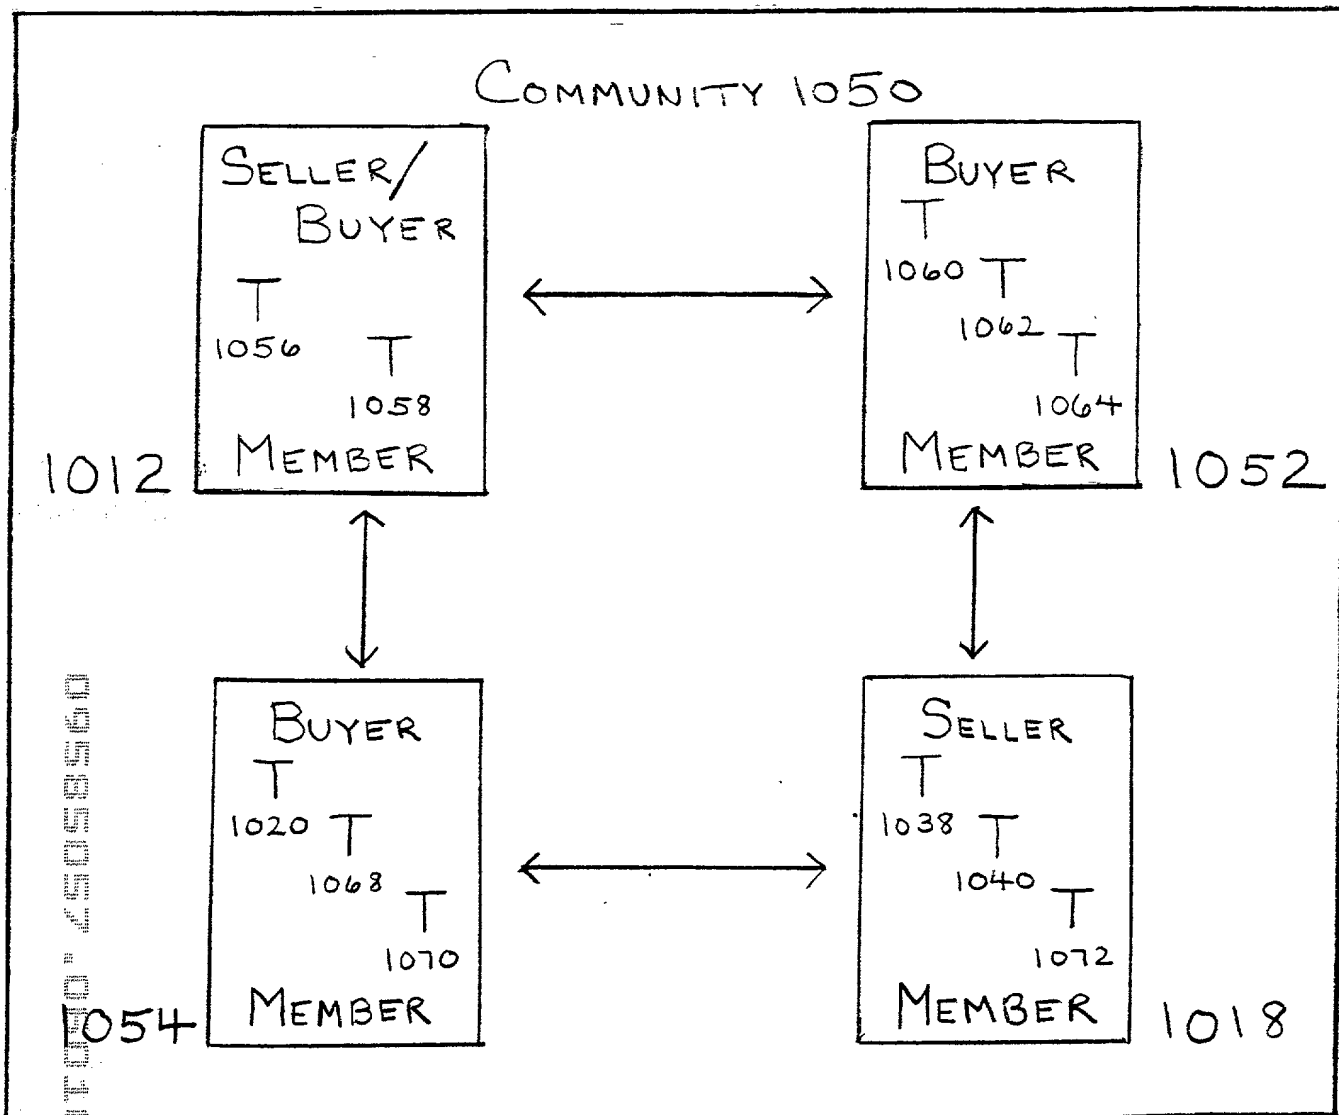 COMMUNITY 1050
SELLER/
BUYER
T
1056
T
1058
MEMBER
1012
BUYER
T
1060
T
1062
T
1064
MEMBER
1052
BUYER
T
1020
T
1068
T
1070
MEMBER
1054
SELLER
T
1038
T
1040
T
1072
MEMBER
1018